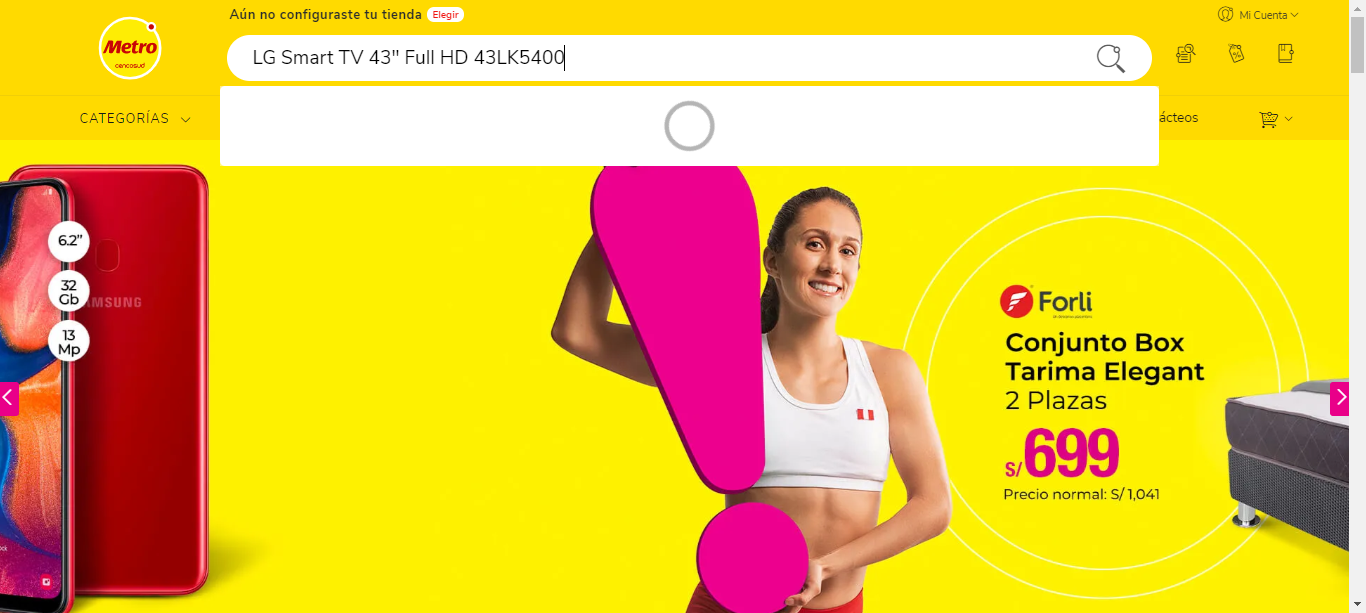 Aún no configuraste tu tienda Elegir
Mi Cuenta
Metro
cencosud
LG Smart TV 43" Full HD 43LK5400
CATEGORÍAS
ácteos
6.2”
32
Gb
13
Mp
AMSUNG
Forli
Conjunto Box
Tarima Elegant
2 Plazas
S/699
Precio normal: S/ 1,041